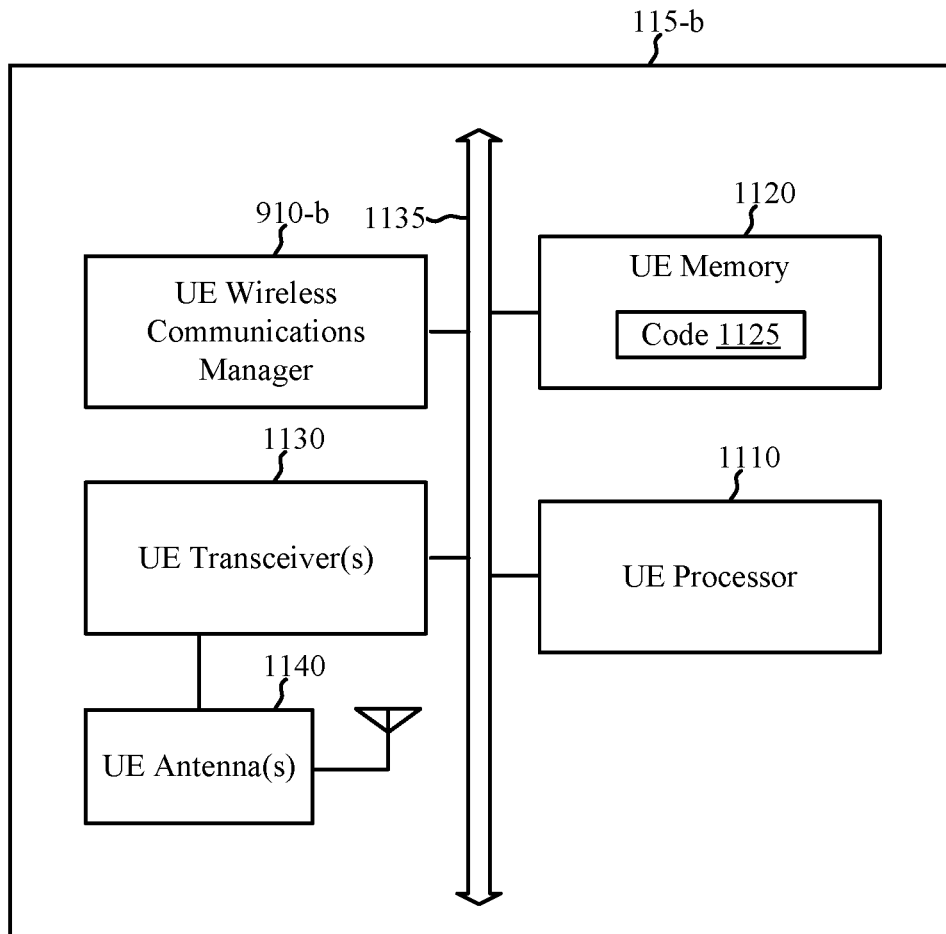 115-b
910-b
UE Wireless
Communications
Manager
1135
1120
UE Memory
Code 1125
1130
UE Transceiver(s)
1110
UE Processor
1140
UE Antenna(s)